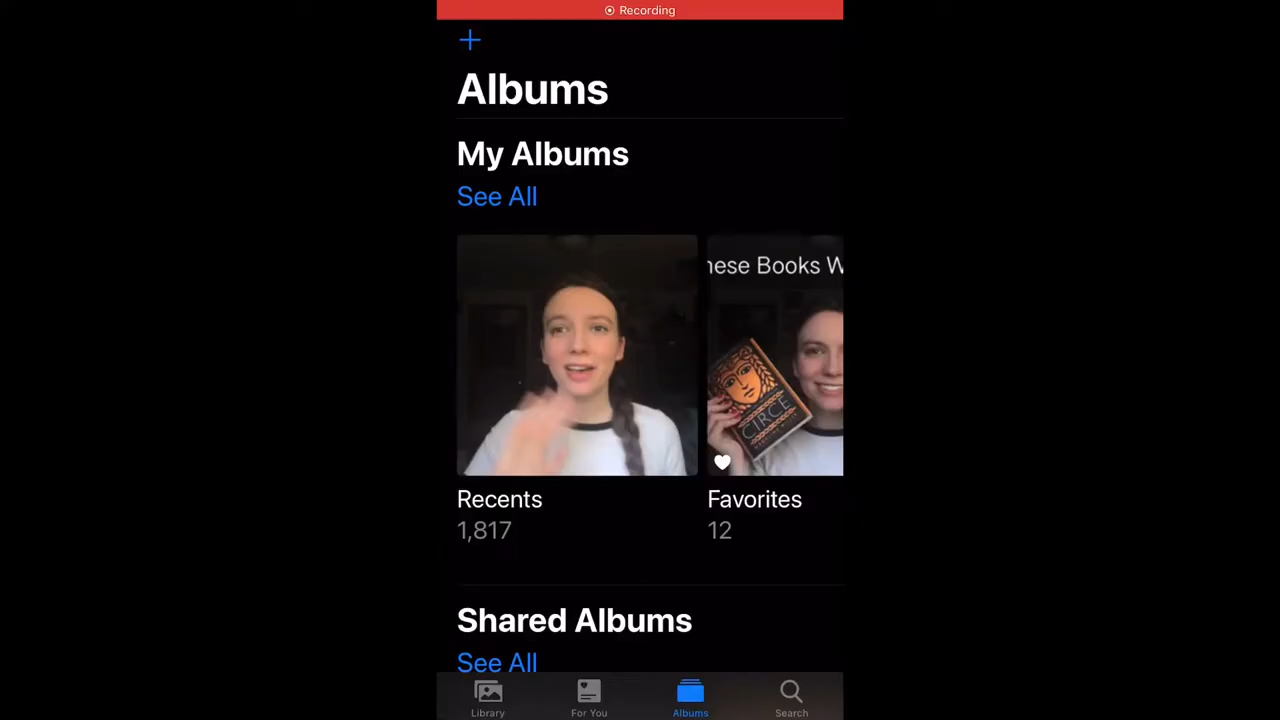 Recording
Albums
My Albums
See All
hese Books W
CIRCE
Recents
Favorites
1,817
12
Shared Albums
See All
Library
For You
Albums
Search